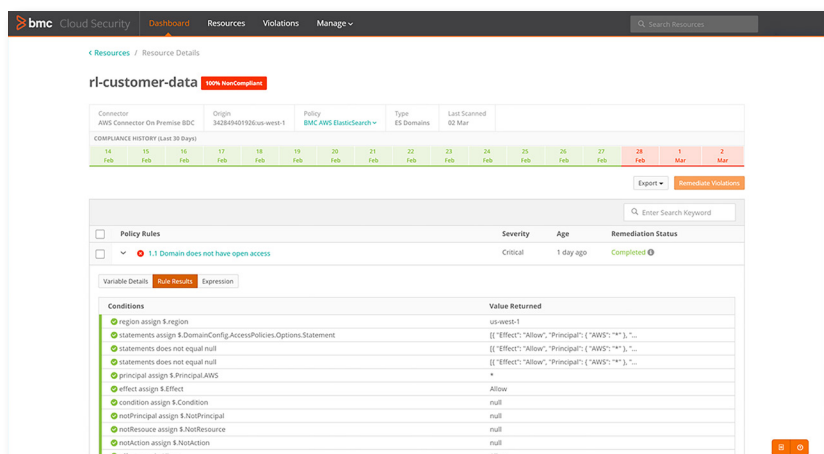 bmc Cloud Security Dashboard Resources Violations Manage Search Resources
Resources / Resource Details
rl-customer-data 100% NonCompliant
Connector Origin Policy Type Last Scanned
AWS Connector On Premise BDC 342849401926:us-west-1 BMC AWS ElasticSearch ES Domains 02 Mar
COMPLIANCE HISTORY (Last 30 Days)
14 15 16 17 18 19 20 21 22 23 24 25 26 27 28 1 2
Feb Feb Feb Feb Feb Feb Feb Feb Feb Feb Feb Feb Feb Feb Feb Mar Mar
Export Remediate Violations
Enter Search Keyword
Policy Rules Severity Age Remediation Status
1.1 Domain does not have open access Critical 1 day ago Completed
Variable Details Rule Results Expression
Conditions Value Returned
region assign $.region us-west-1
statements assign $.DomainConfig.AccessPolicies.Options.Statement [{ "Effect": "Allow", "Principal": { "AWS": "*" }, "...
statements does not equal null [{ "Effect": "Allow", "Principal": { "AWS": "*" }, "...
statements does not equal null [{ "Effect": "Allow", "Principal": { "AWS": "*" }, "...
principal assign $.Principal.AWS *
effect assign $.Effect Allow
condition assign $.Condition null
notPrincipal assign $.NotPrincipal null
notResouce assign $.NotResource null
notAction assign $.NotAction null